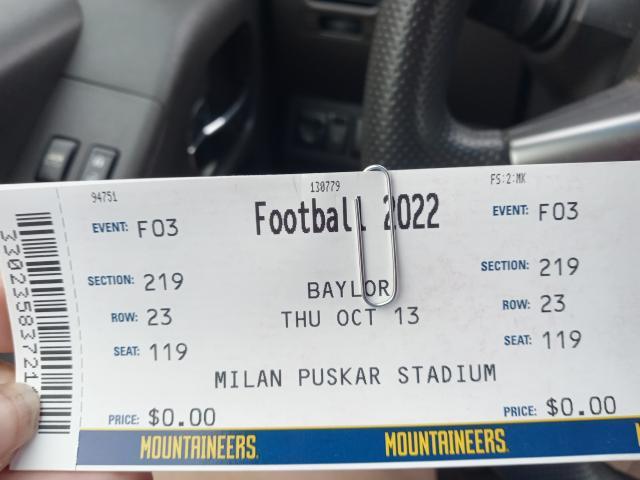 94751
130779
FS:2:MK
EVENT: F03
Football 2022
EVENT: F03
SECTION: 219
BAYLOR
SECTION: 219
ROW: 23
THU OCT 13
ROW: 23
SEAT: 119
SEAT: 119
MILAN PUSKAR STADIUM
PRICE: $0.00
PRICE: $0.00
MOUNTAINEERS
MOUNTAINEERS